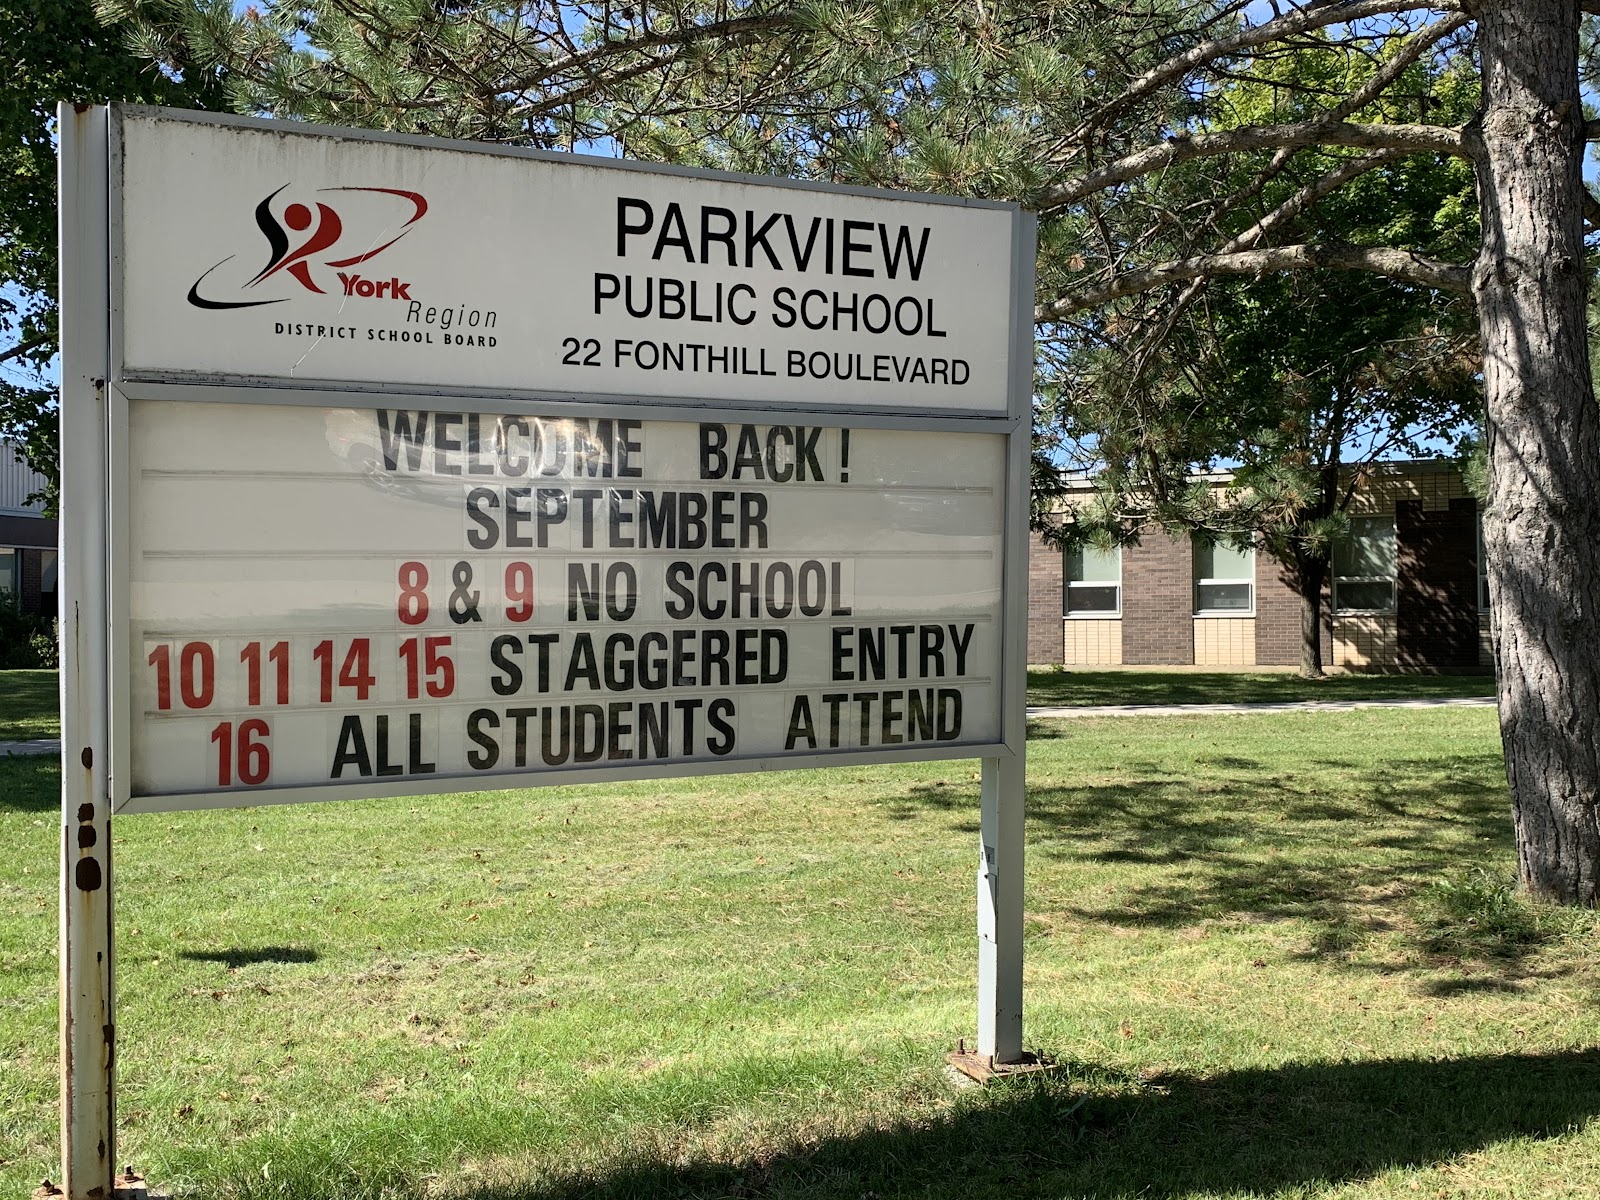 York
Region
DISTRICT SCHOOL BOARD
PARKVIEW
PUBLIC SCHOOL
22 FONTHILL BOULEVARD
WELCOME BACK!
SEPTEMBER
8 & 9 NO SCHOOL
10 11 14 15 STAGGERED ENTRY
16 ALL STUDENTS ATTEND